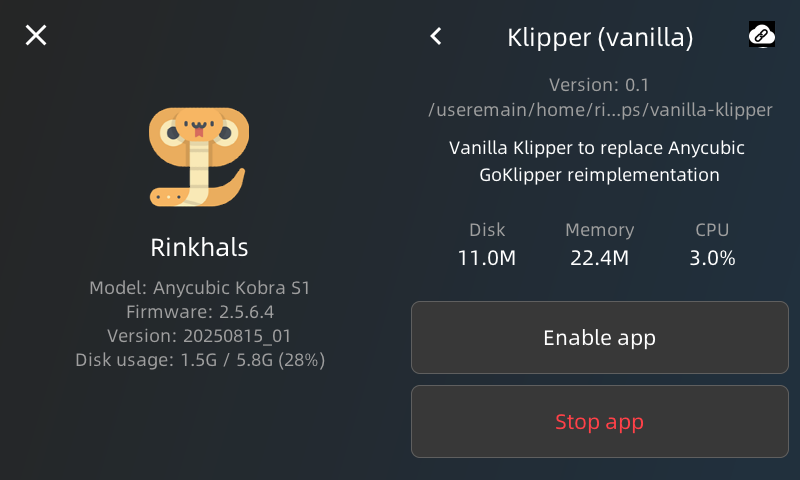 Rinkhals
Model: Anycubic Kobra S1
Firmware: 2.5.6.4
Version: 20250815_01
Disk usage: 1.5G / 5.8G (28%)
Klipper (vanilla)
Version: 0.1
/useremain/home/ri...ps/vanilla-klipper
Vanilla Klipper to replace Anycubic
GoKlipper reimplementation
Disk Memory CPU
11.0M 22.4M 3.0%
Enable app
Stop app